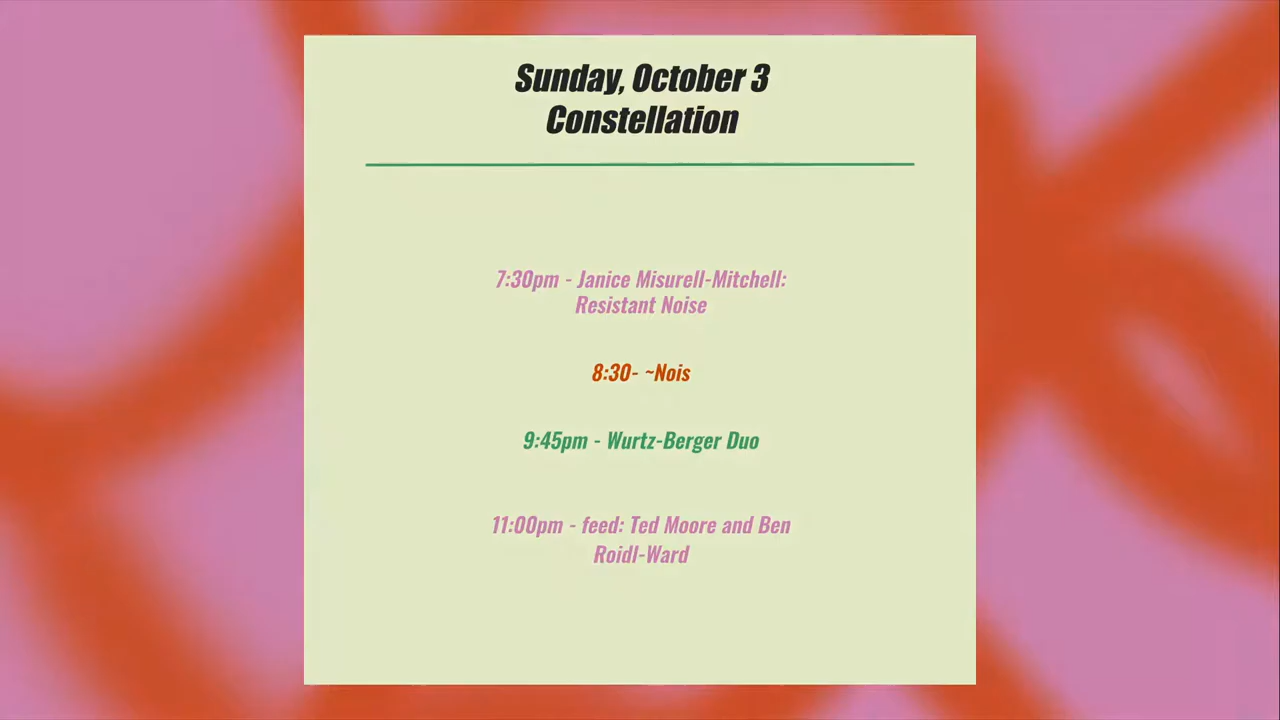 Sunday, October 3
Constellation
7:30pm - Janice Misurell-Mitchell:
Resistant Noise
8:30- ~Nois
9:45pm - Wurtz-Berger Duo
11:00pm - feed: Ted Moore and Ben
Roidl-Ward